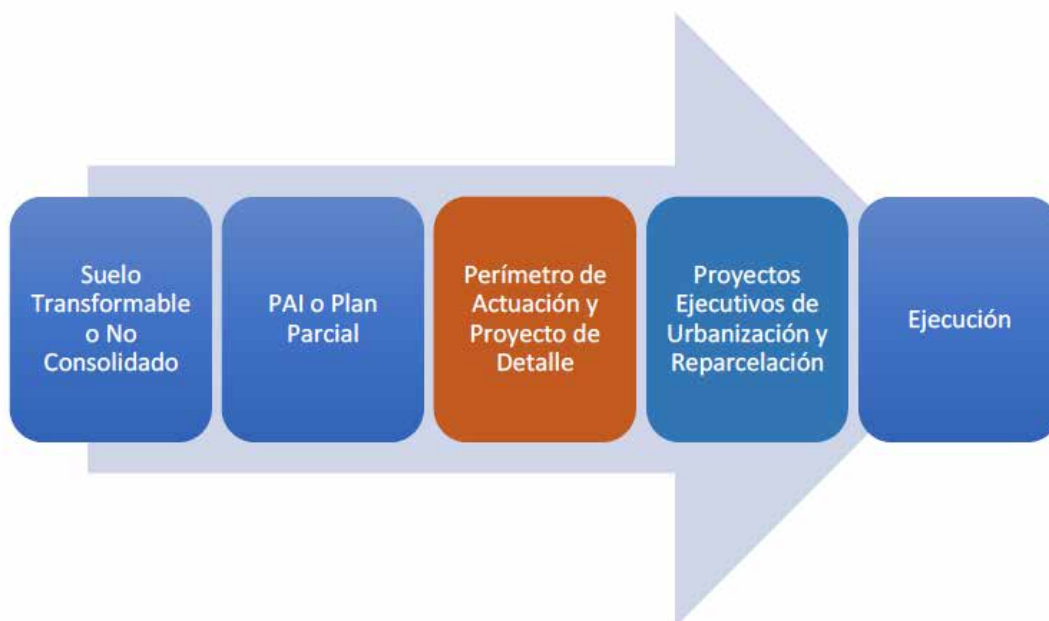 Suelo
Transformable
o No
Consolidado
PAI o Plan
Parcial
Perímetro de
Actuación y
Proyecto de
Detalle
Proyectos
Ejecutivos de
Urbanización y
Reparcelación
Ejecución